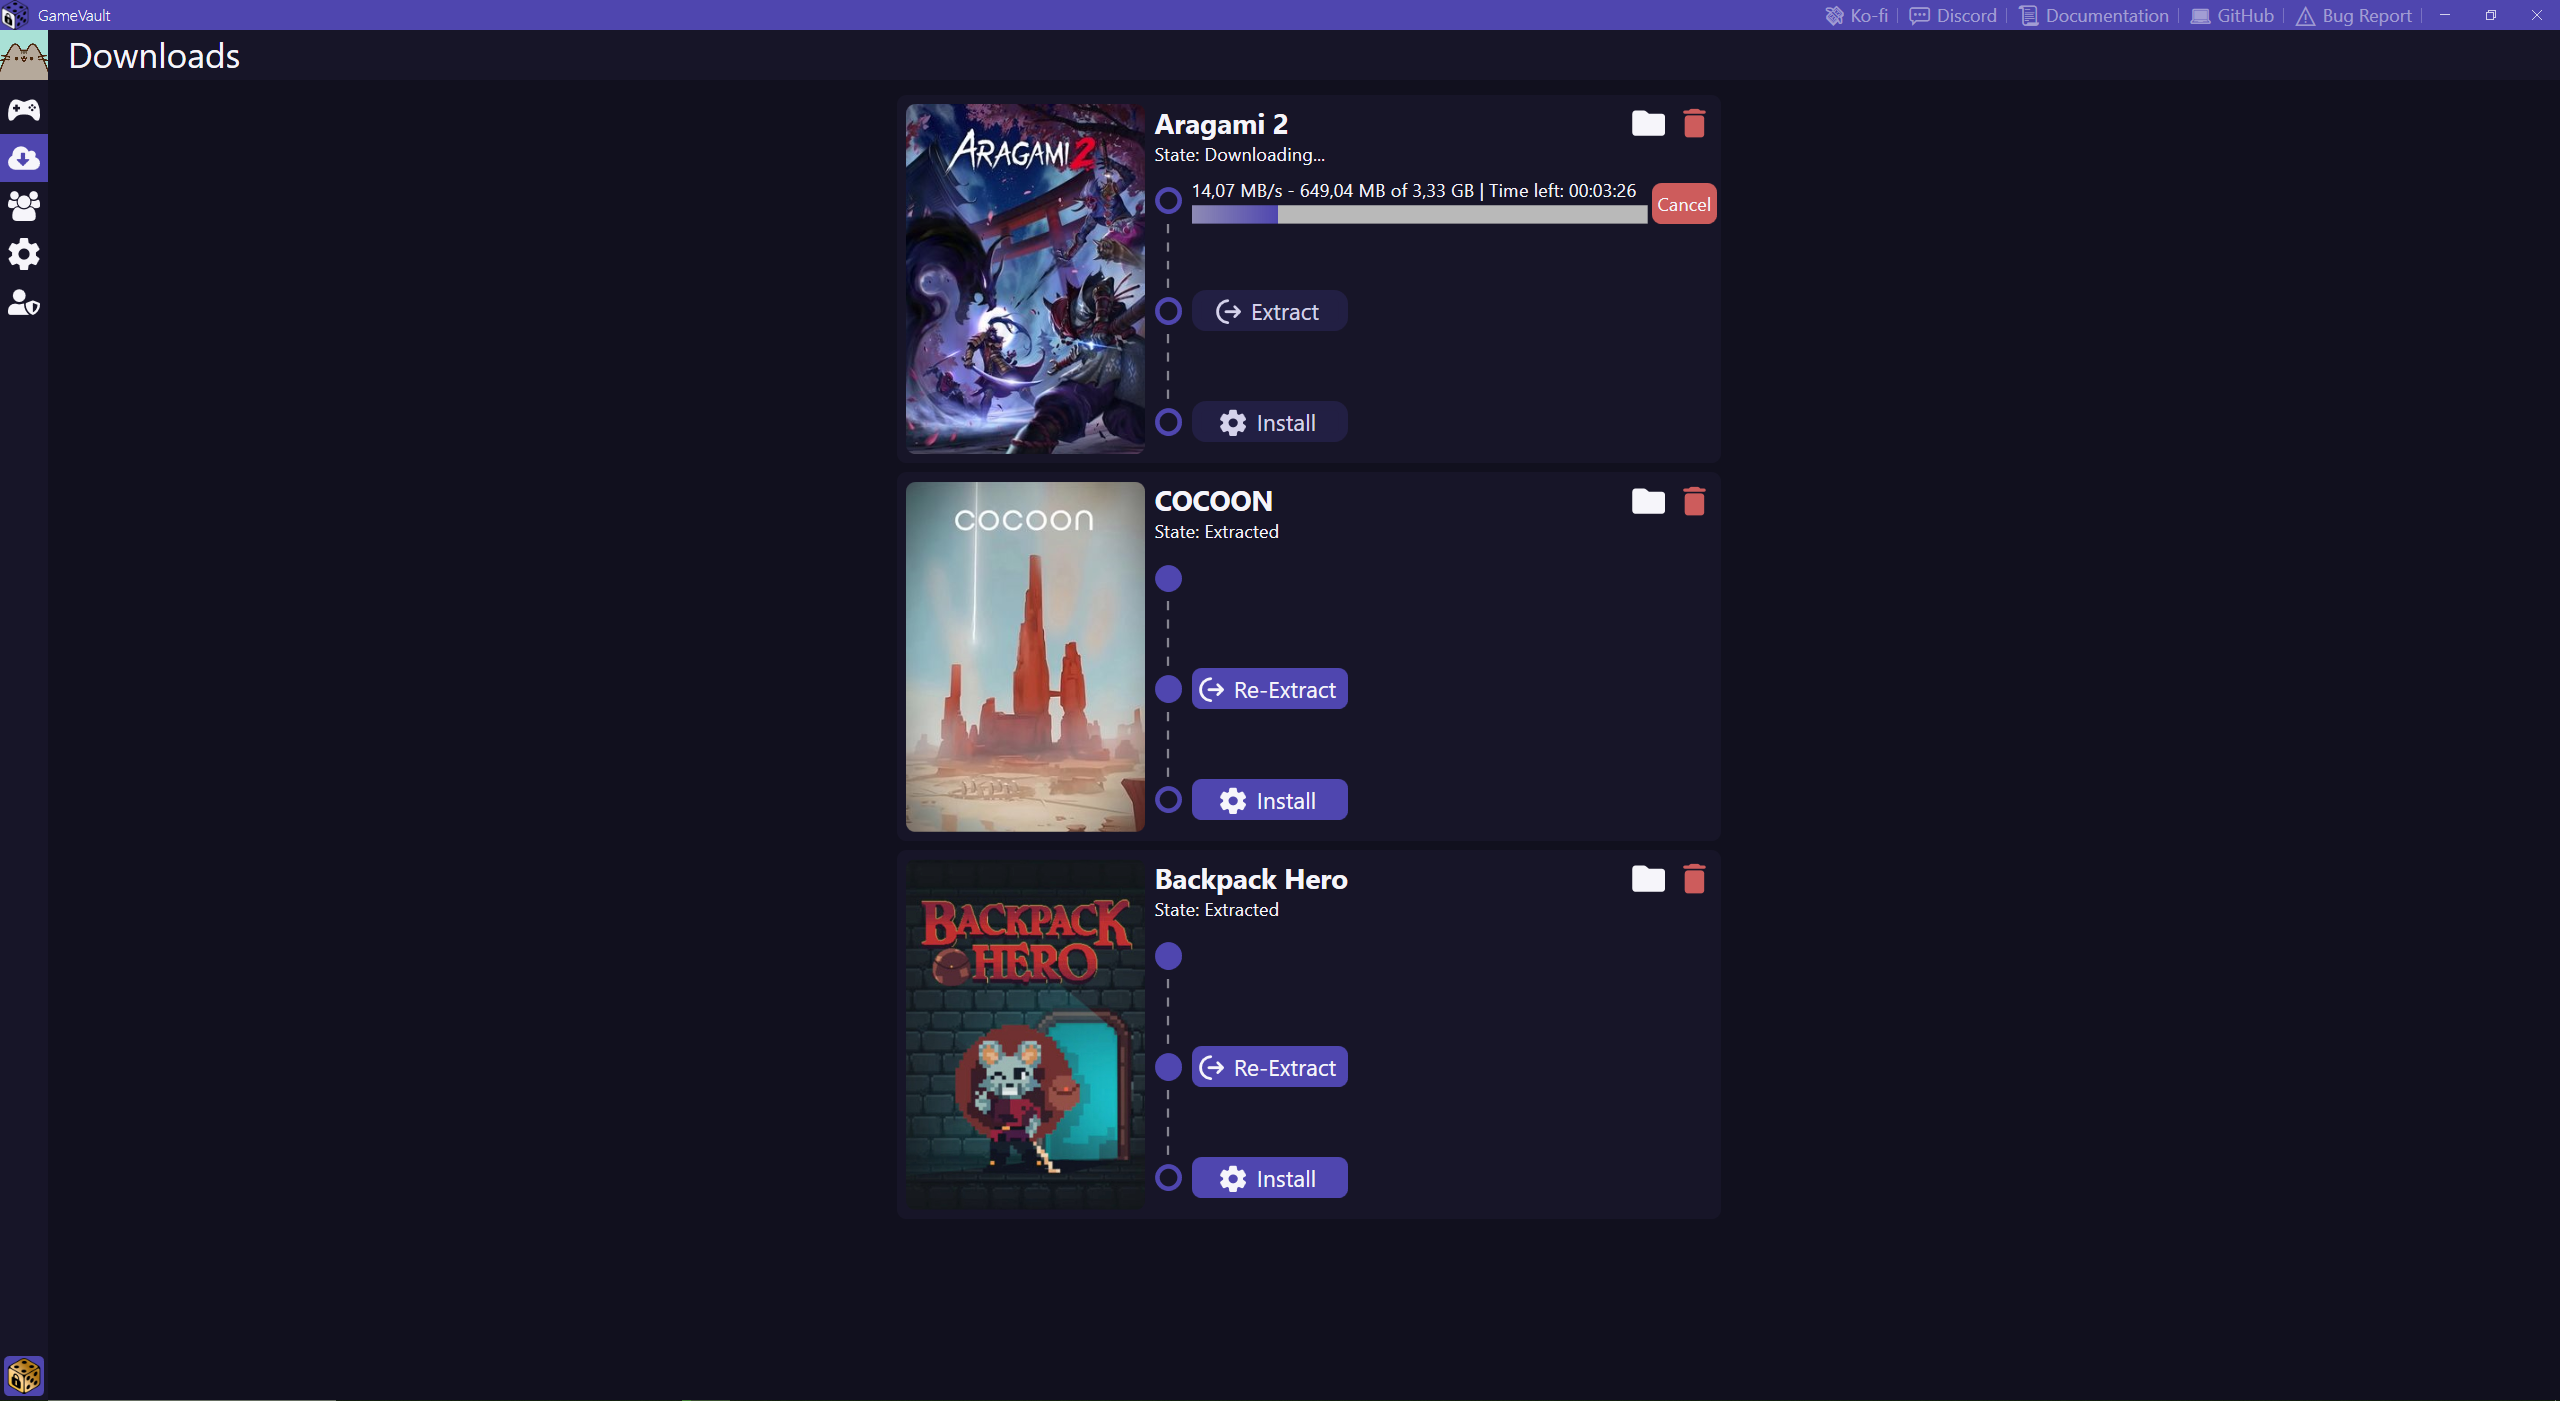 GameVault
Ko-fi
Discord
Documentation
GitHub
Bug Report
Downloads
ARAGAMI 2
Aragami 2
State: Downloading...
14,07 MB/s - 649,04 MB of 3,33 GB | Time left: 00:03:26
Cancel
Extract
Install
cocoon
COCOON
State: Extracted
Re-Extract
Install
BACKPACK
HERO
Backpack Hero
State: Extracted
Re-Extract
Install